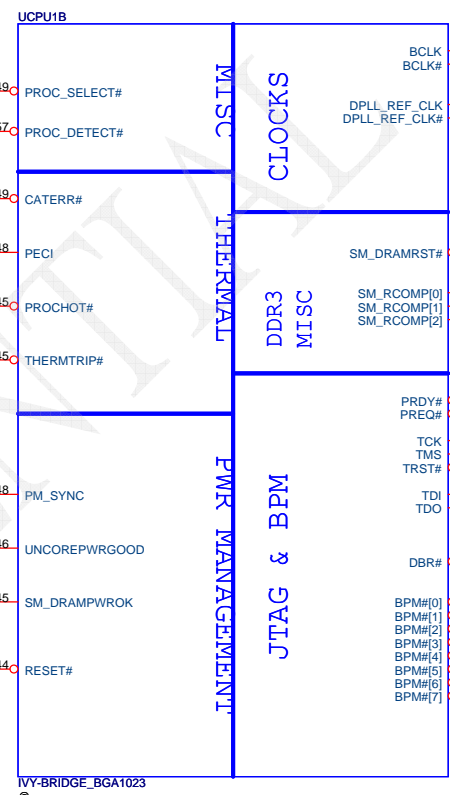 UCPU1B
MISC
PROC_SELECT#
PROC_DETECT#
THERMAL
CATERR#
PECI
PROCHOT#
THERMTRIP#
PWR MANAGEMENT
PM_SYNC
UNCOREPWRGOOD
SM_DRAMPWROK
RESET#
CLOCKS
BCLK
BCLK#
DPLL_REF_CLK
DPLL_REF_CLK#
DDR3
MISC
SM_DRAMRST#
SM_RCOMP[0]
SM_RCOMP[1]
SM_RCOMP[2]
JTAG & BPM
PRDY#
PREQ#
TCK
TMS
TRST#
TDI
TDO
DBR#
BPM#[0]
BPM#[1]
BPM#[2]
BPM#[3]
BPM#[4]
BPM#[5]
BPM#[6]
BPM#[7]
IVY-BRIDGE_BGA1023